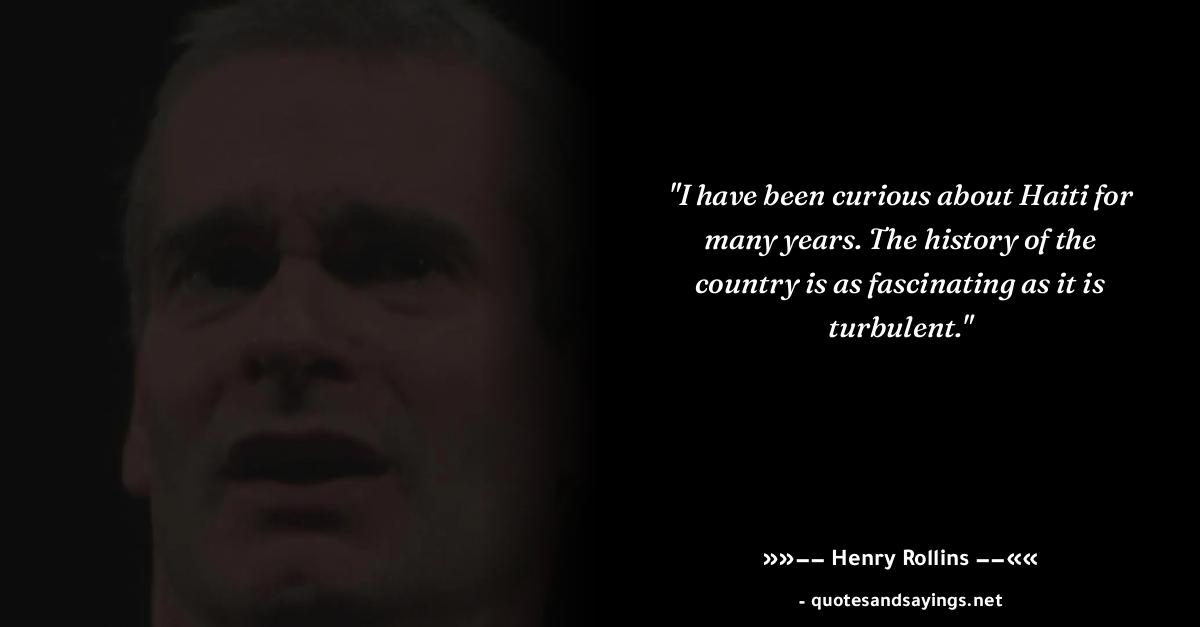 "I have been curious about Haiti for
many years. The history of the
country is as fascinating as it is
turbulent."
»»–– Henry Rollins ––««
- quotesandsayings.net